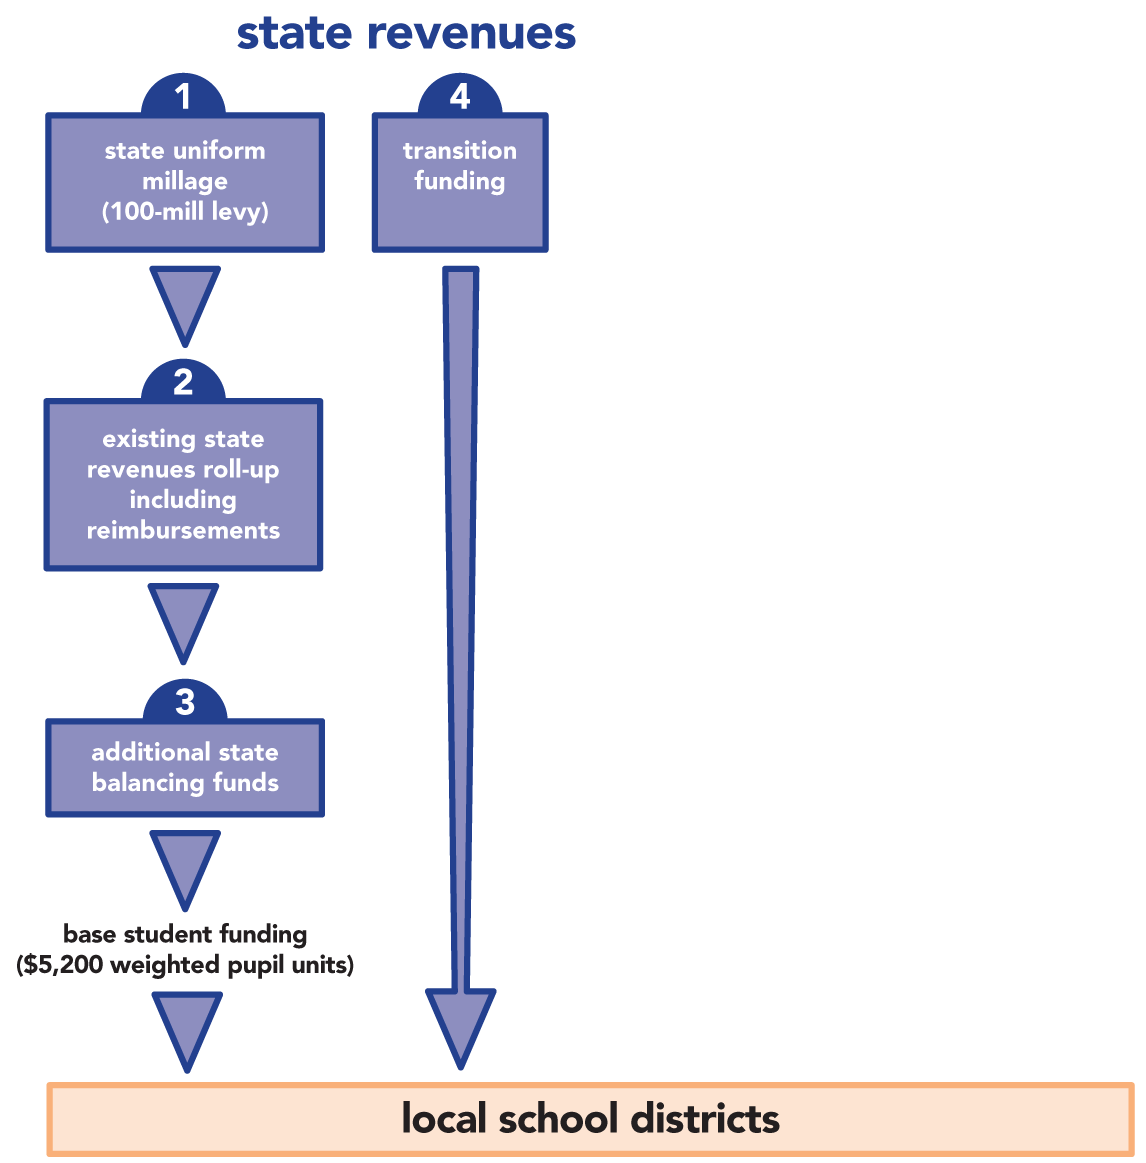 state revenues
1
state uniform
millage
(100-mill levy)
4
transition
funding
2
existing state
revenues roll-up
including
reimbursements
3
additional state
balancing funds
base student funding
($5,200 weighted pupil units)
local school districts